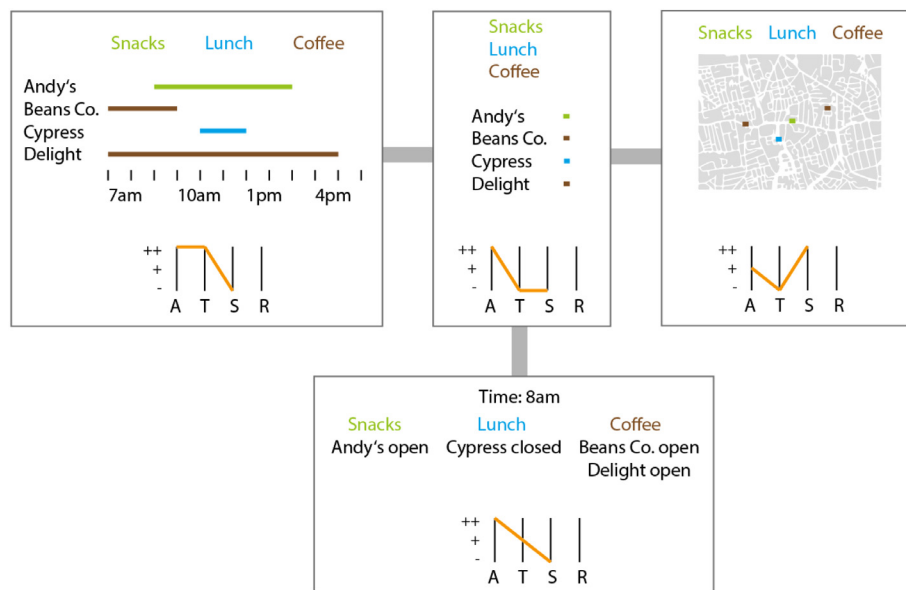 Snacks Lunch Coffee
Andy‘s
Beans Co.
Cypress
Delight
7am 10am 1pm 4pm
++
+
-
A T S R
Snacks
Lunch
Coffee
Andy‘s
Beans Co.
Cypress
Delight
++
+
-
A T S R
Snacks Lunch Coffee
++
+
-
A T S R
Time: 8am
Snacks Lunch Coffee
Andy‘s open Cypress closed Beans Co. open
Delight open
++
+
-
A T S R